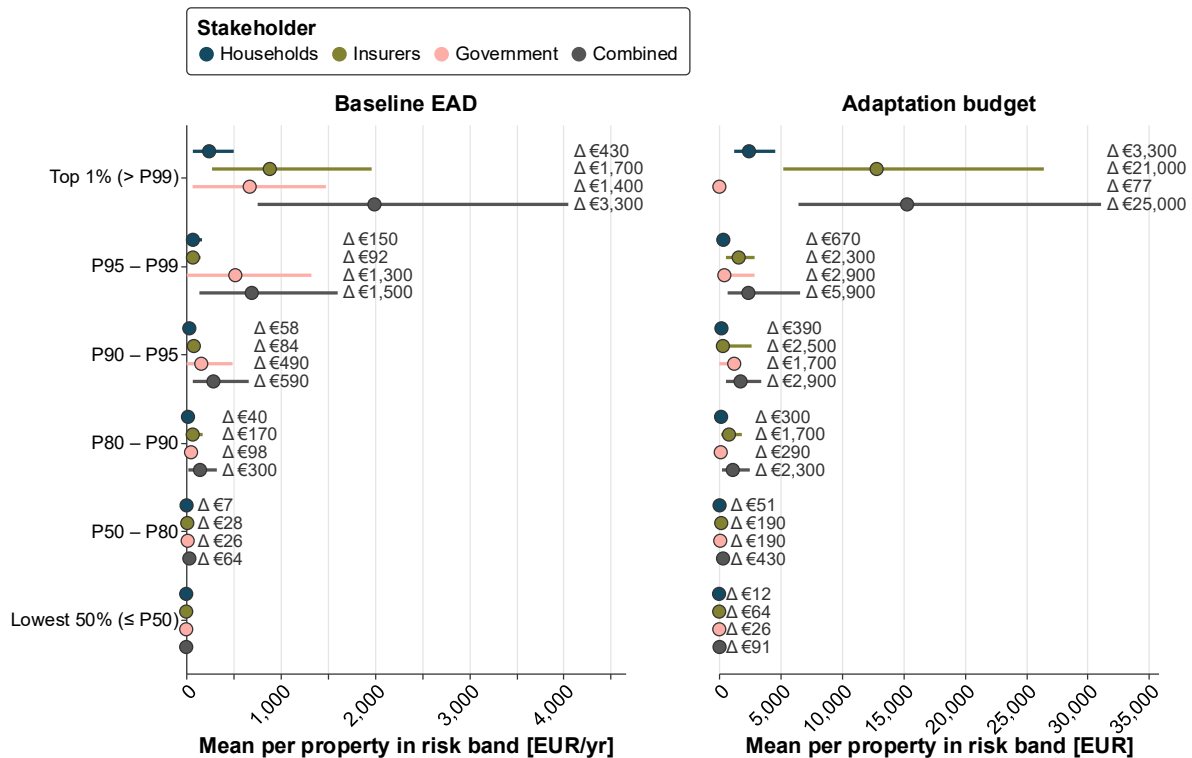 Stakeholder
Households Insurers Government Combined
Baseline EAD
Adaptation budget
Top 1% (> P99)
P95 – P99
P90 – P95
P80 – P90
P50 – P80
Lowest 50% (≤ P50)
Δ €430
Δ €1,700
Δ €1,400
Δ €3,300
Δ €150
Δ €92
Δ €1,300
Δ €1,500
Δ €58
Δ €84
Δ €490
Δ €590
Δ €40
Δ €170
Δ €98
Δ €300
Δ €7
Δ €28
Δ €26
Δ €64
0 1,000 2,000 3,000 4,000
Mean per property in risk band [EUR/yr]
Δ €3,300
Δ €21,000
Δ €77
Δ €25,000
Δ €670
Δ €2,300
Δ €2,900
Δ €5,900
Δ €390
Δ €2,500
Δ €1,700
Δ €2,900
Δ €300
Δ €1,700
Δ €290
Δ €2,300
Δ €51
Δ €190
Δ €190
Δ €430
Δ €12
Δ €64
Δ €26
Δ €91
0 5,000 10,000 15,000 20,000 25,000 30,000 35,000
Mean per property in risk band [EUR]